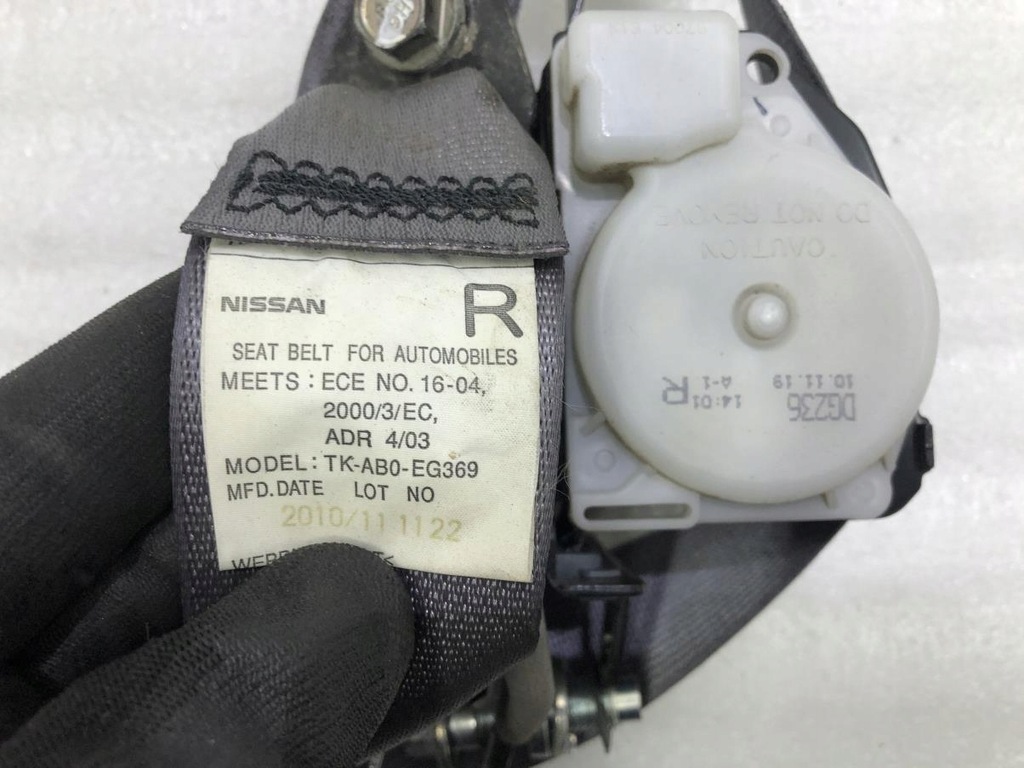 NISSAN R
SEAT BELT FOR AUTOMOBILES
MEETS : ECE NO. 16-04,
2000/3/EC,
ADR 4/03
MODEL: TK-AB0-EG369
MFD.DATE LOT NO
2010/11 1122
CAUTION
DO NOT REMOVE
DG236 R 14:01
10.11.19 A-1